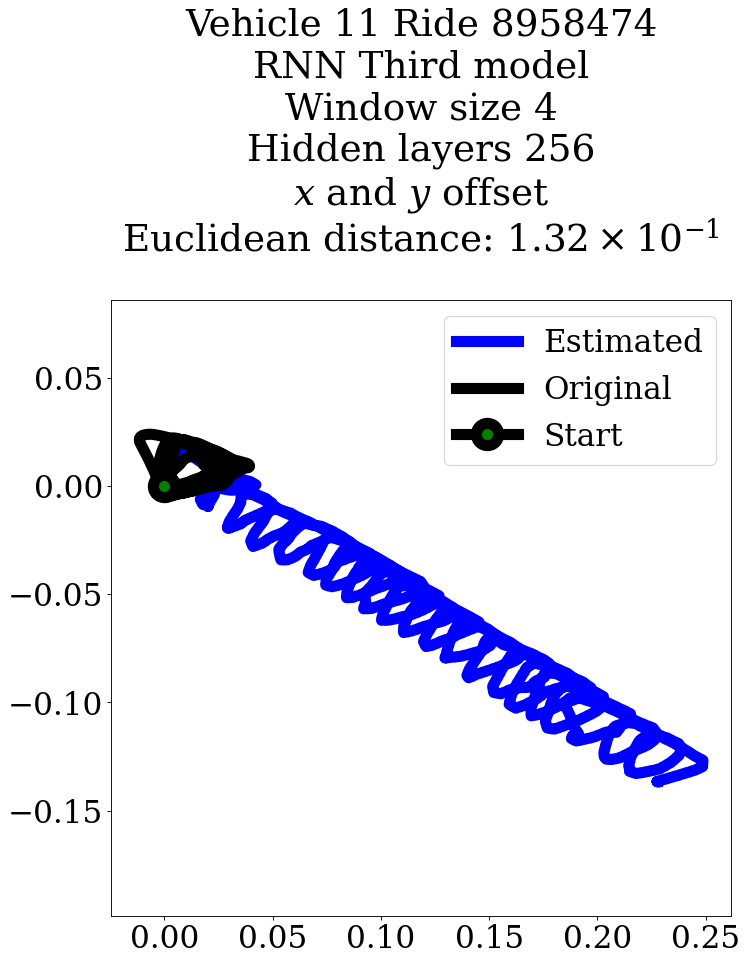 Vehicle 11 Ride 8958474
RNN Third model
Window size 4
Hidden layers 256
x and y offset
Euclidean distance: 1.32 × 10⁻¹
Estimated
Original
Start
0.05
0.00
−0.05
−0.10
−0.15
0.00 0.05 0.10 0.15 0.20 0.25